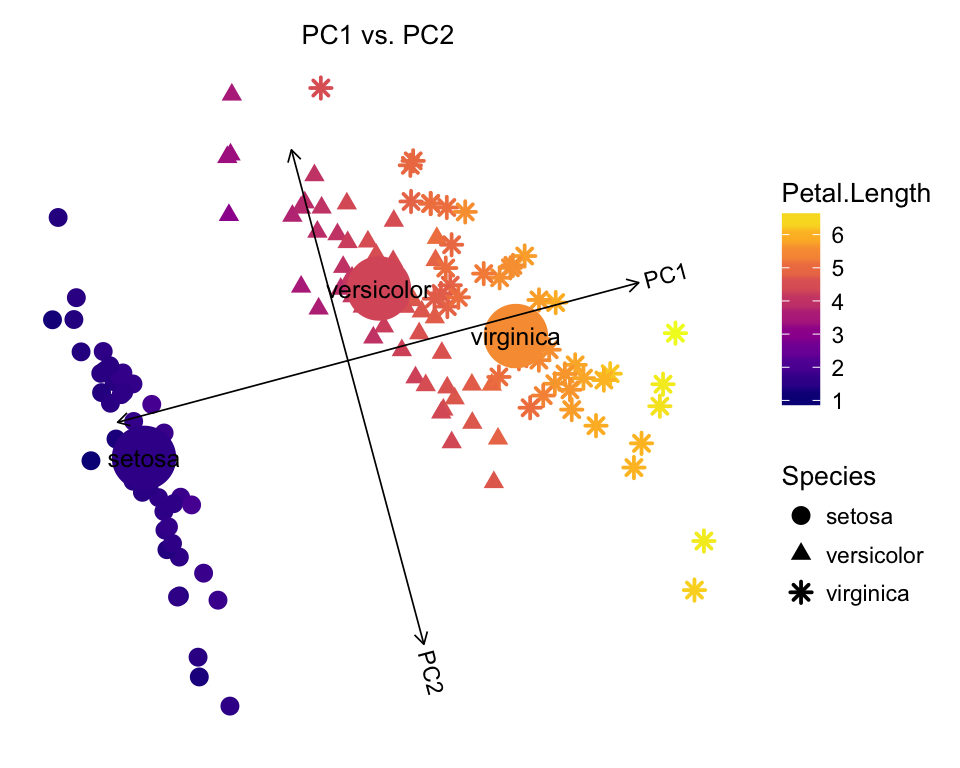 PC1 vs. PC2
PC1
versicolor
virginica
setosa
PC2
Petal.Length
6
5
4
3
2
1
Species
setosa
versicolor
virginica